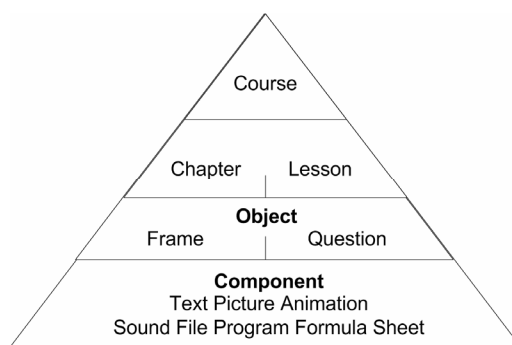 Course
Chapter Lesson
Object
Frame Question
Component
Text Picture Animation
Sound File Program Formula Sheet